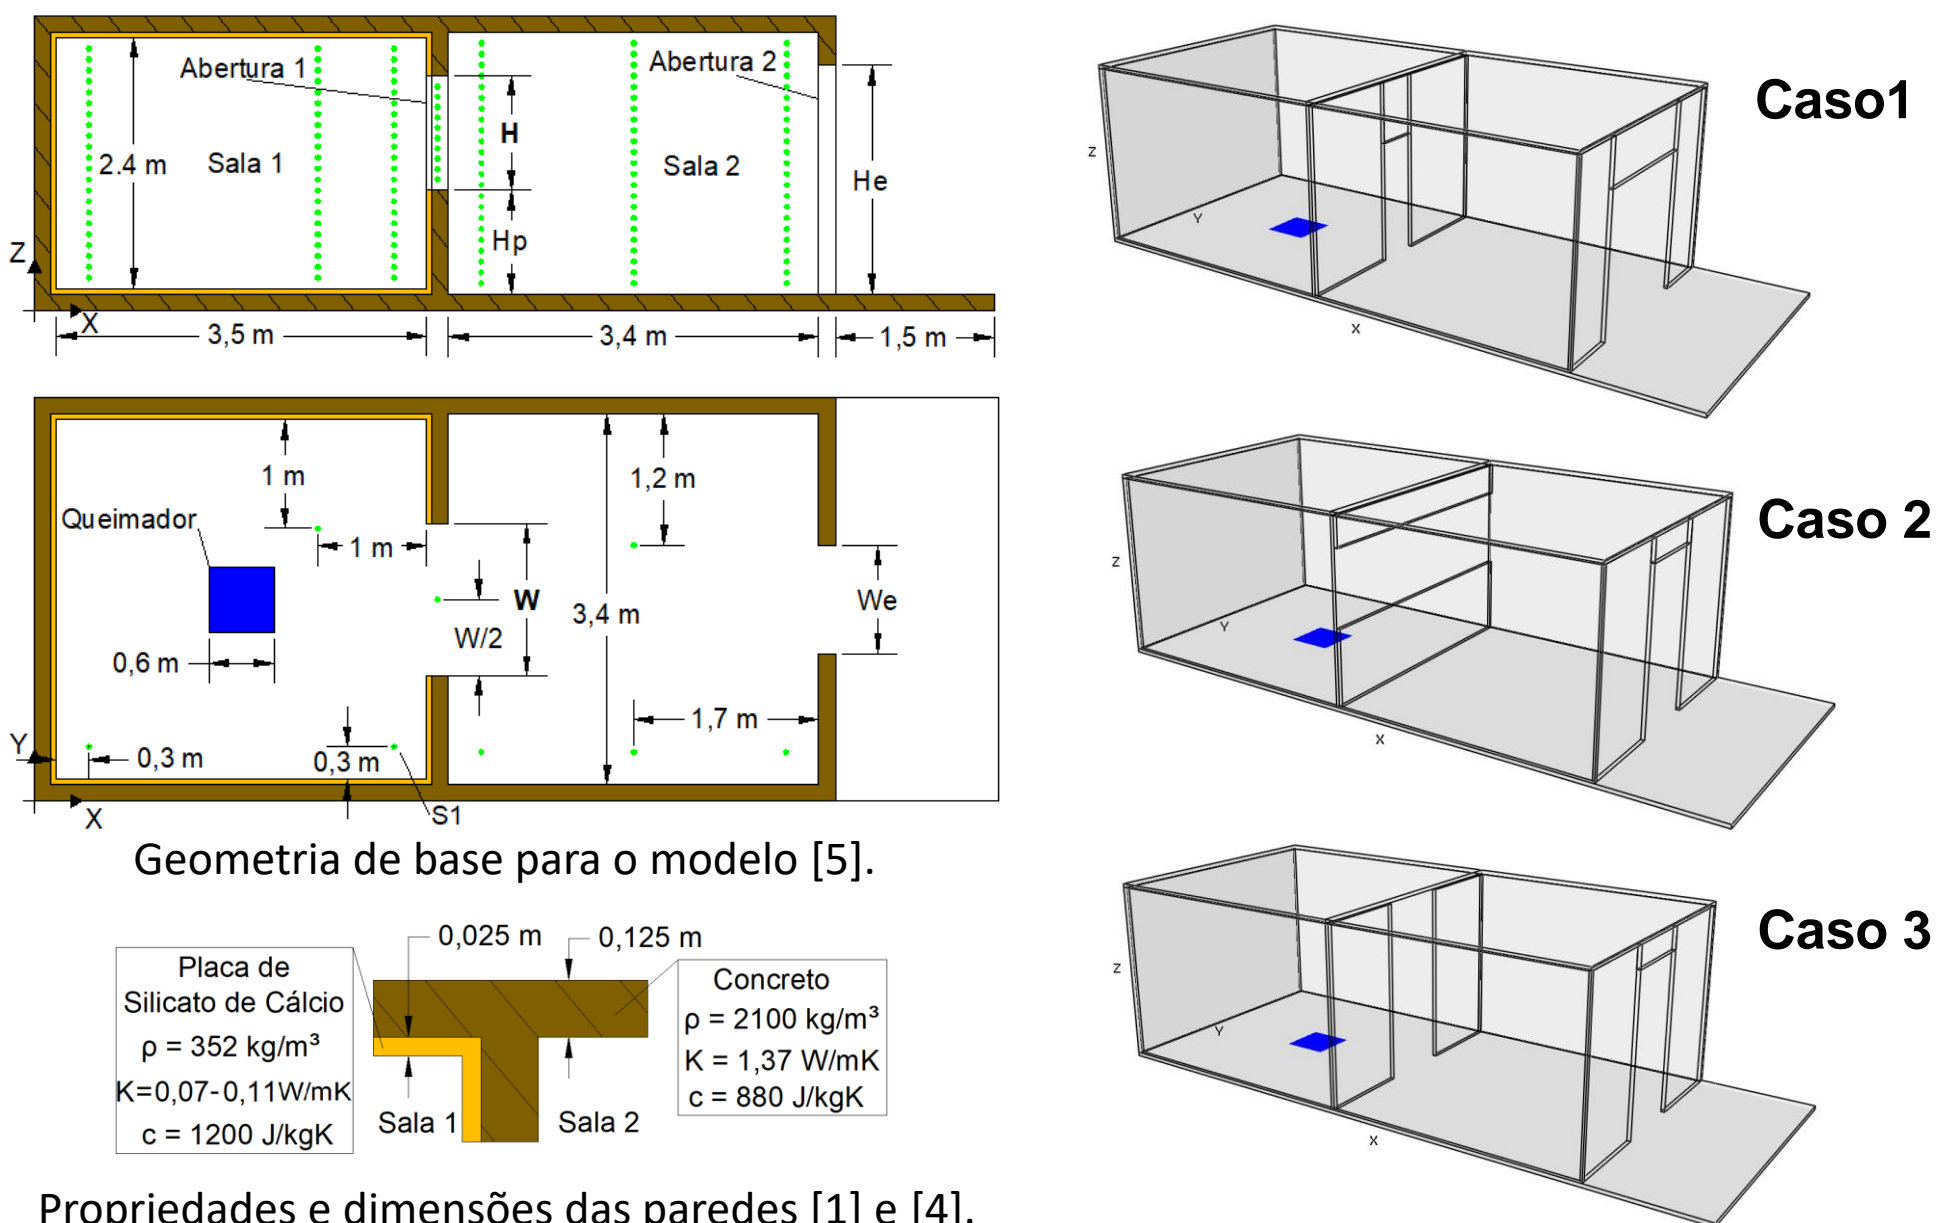 Abertura 1
Abertura 2
2.4 m
Sala 1
H
Sala 2
He
Hp
Z
X
3,5 m
3,4 m
1,5 m
1 m
1,2 m
Queimador
1 m
W
3,4 m
We
W/2
0,6 m
1,7 m
Y
0,3 m
0,3 m
X
S1
Geometria de base para o modelo [5].
0,025 m
0,125 m
Placa de
Silicato de Cálcio
ρ = 352 kg/m³
K=0,07-0,11W/mK
c = 1200 J/kgK
Sala 1
Sala 2
Concreto
ρ = 2100 kg/m³
K = 1,37 W/mK
c = 880 J/kgK
Propriedades e dimensões das paredes [1] e [4].
Caso1
Z
Y
X
Caso 2
Z
Y
X
Caso 3
Z
Y
X